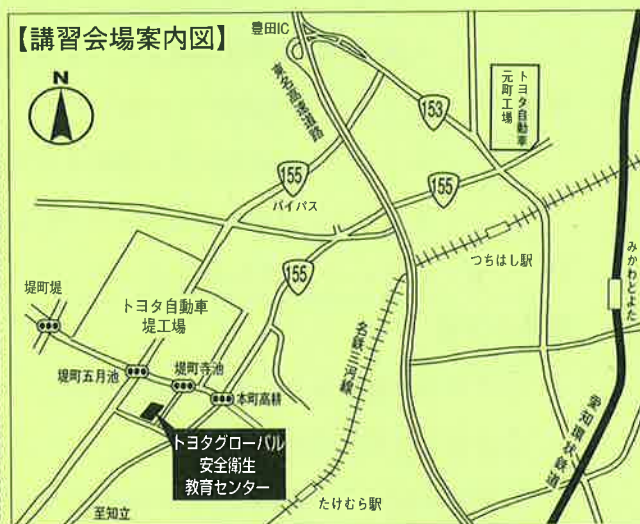 【講習会場案内図】
豊田IC
N
東名高速道路
153
トヨタ自動車
元町工場
155
バイパス
155
つちはし駅
みかわとよた
155
堤町堤
トヨタ自動車
堤工場
名鉄三河線
堤町五月池
堤町寺池
本町高耕
愛知環状鉄道
トヨタグローバル
安全衛生
教育センター
至知立
たけむら駅